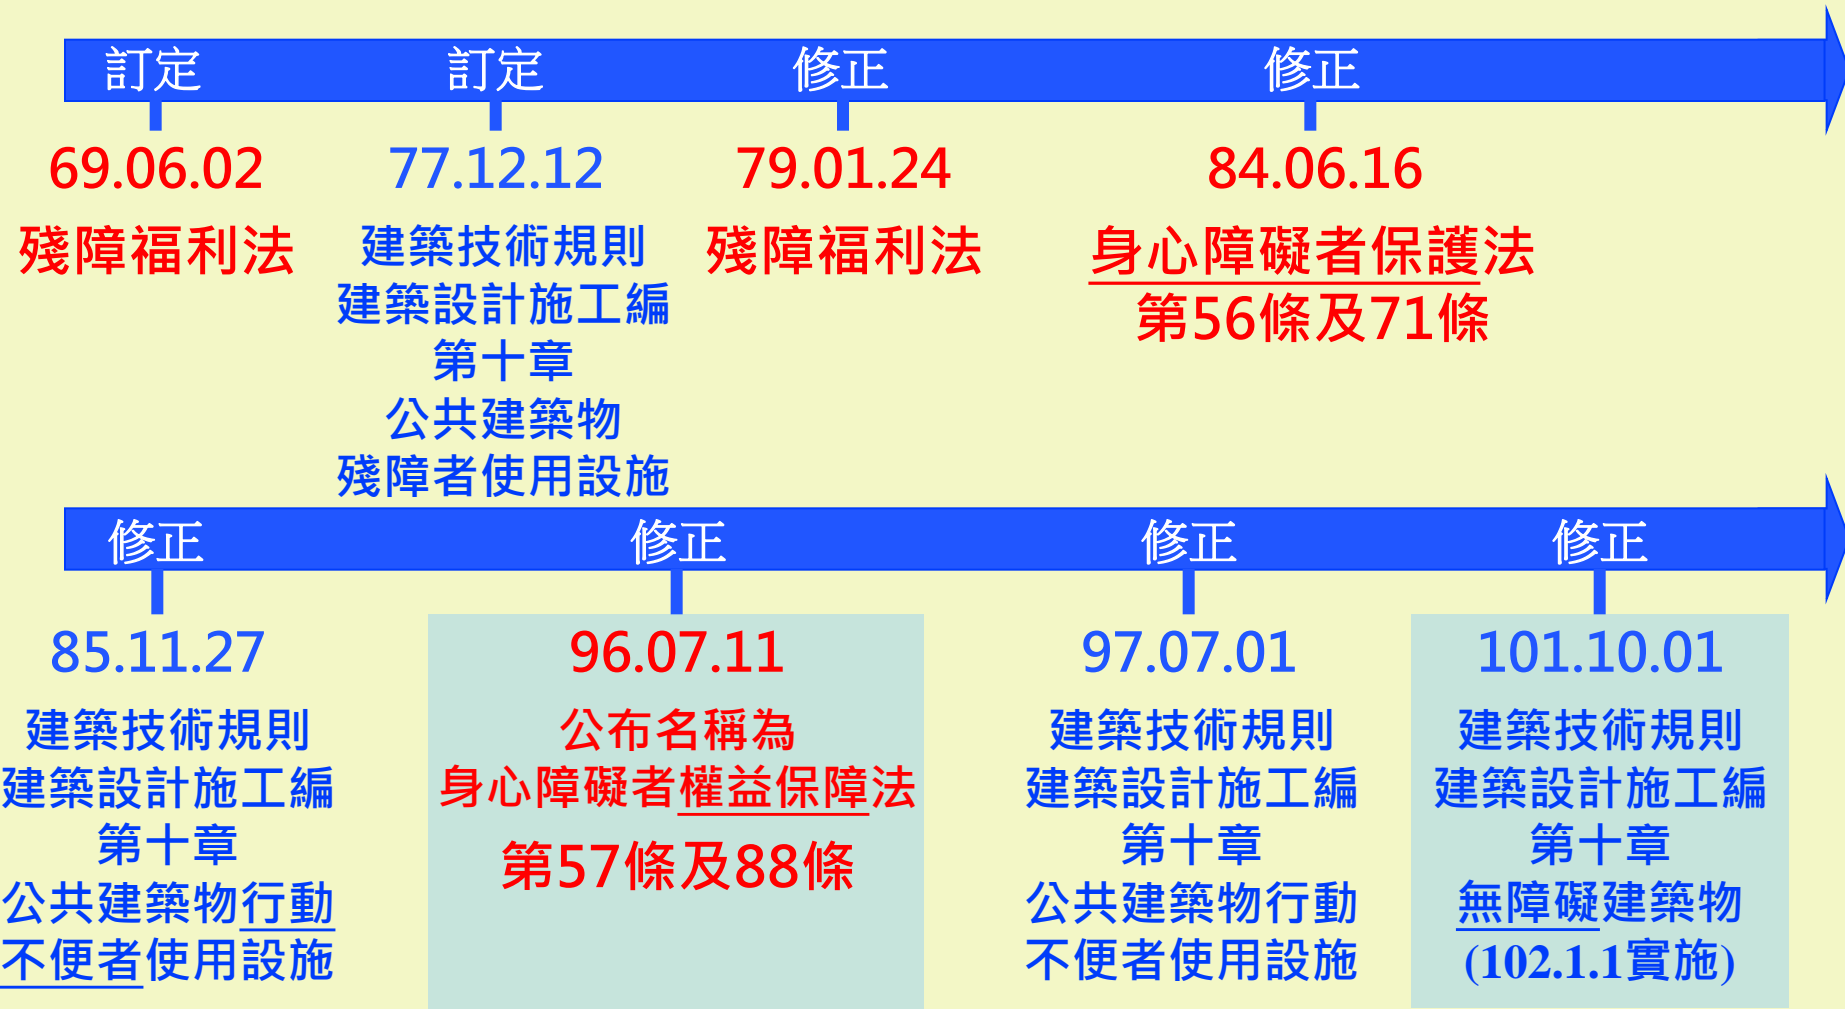 訂定 訂定 修正 修正
69.06.02
殘障福利法
77.12.12
建築技術規則
建築設計施工編
第十章
公共建築物
殘障者使用設施
79.01.24
殘障福利法
84.06.16
身心障礙者保護法
第56條及71條
修正 修正 修正 修正
85.11.27
建築技術規則
建築設計施工編
第十章
公共建築物行動
不便者使用設施
96.07.11
公布名稱為
身心障礙者權益保障法
第57條及88條
97.07.01
建築技術規則
建築設計施工編
第十章
公共建築物行動
不便者使用設施
101.10.01
建築技術規則
建築設計施工編
第十章
無障礙建築物
(102.1.1實施)